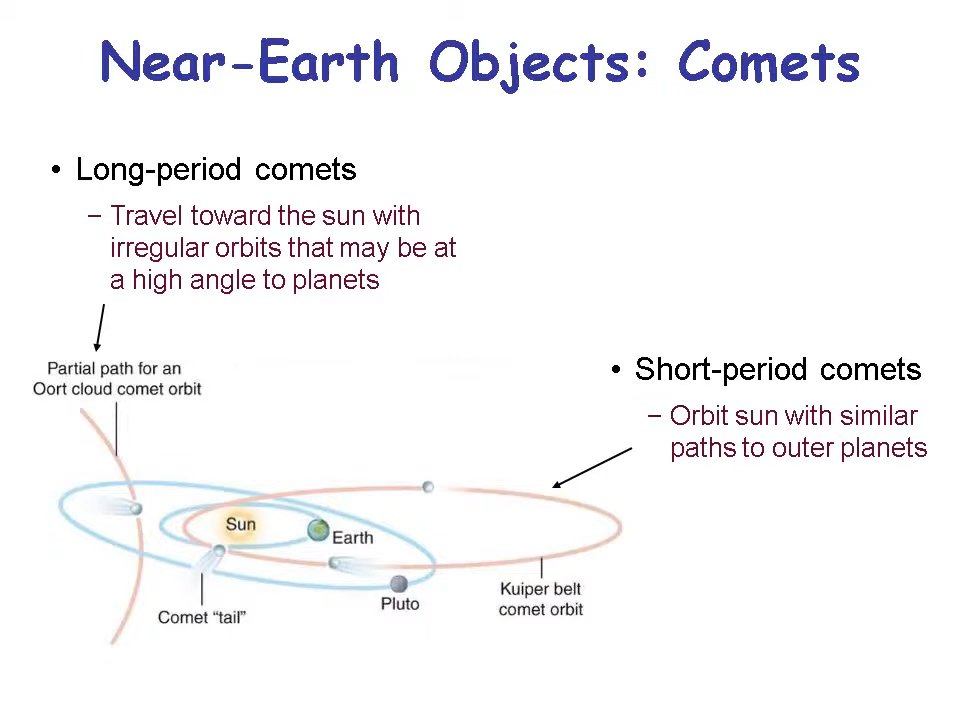 Near-Earth Objects: Comets
• Long-period comets
– Travel toward the sun with
irregular orbits that may be at
a high angle to planets
Partial path for an
Oort cloud comet orbit
• Short-period comets
– Orbit sun with similar
paths to outer planets
Sun
Earth
Pluto
Comet “tail”
Kuiper belt
comet orbit